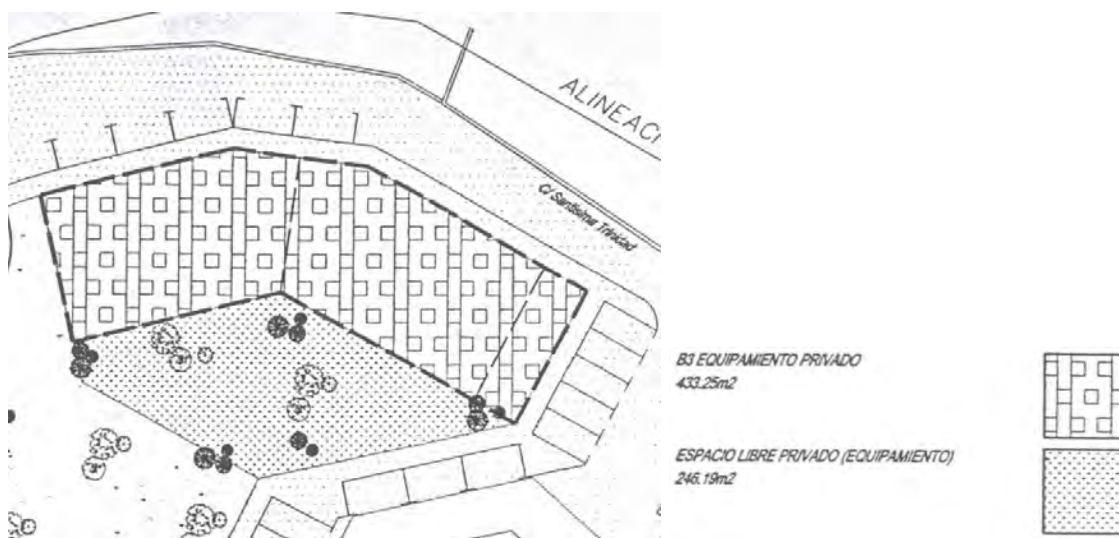 ALINEACI
C/ Santísima Trinidad
B3 EQUIPAMIENTO PRIVADO
433.25m2
ESPACIO LIBRE PRIVADO (EQUIPAMIENTO)
246.19m2